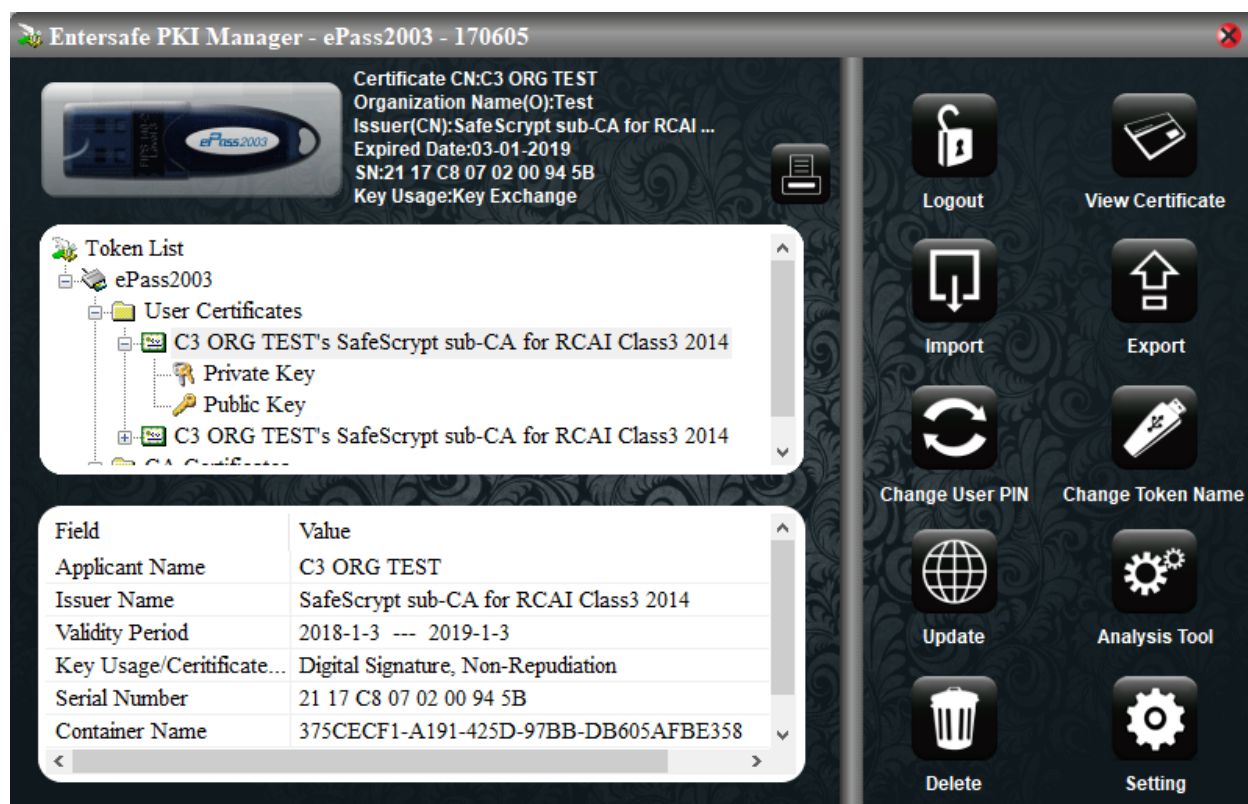 Entersafe PKI Manager - ePass2003 - 170605
Certificate CN:C3 ORG TEST
Organization Name(O):Test
Issuer(CN):SafeScrypt sub-CA for RCAI ...
Expired Date:03-01-2019
SN:21 17 C8 07 02 00 94 5B
Key Usage:Key Exchange
ePass2003
Token List
ePass2003
User Certificates
C3 ORG TEST's SafeScrypt sub-CA for RCAI Class3 2014
Private Key
Public Key
C3 ORG TEST's SafeScrypt sub-CA for RCAI Class3 2014
CA Certificates
Field Value
Applicant Name C3 ORG TEST
Issuer Name SafeScrypt sub-CA for RCAI Class3 2014
Validity Period 2018-1-3 --- 2019-1-3
Key Usage/Ceritificate... Digital Signature, Non-Repudiation
Serial Number 21 17 C8 07 02 00 94 5B
Container Name 375CECF1-A191-425D-97BB-DB605AFBE358
Logout View Certificate
Import Export
Change User PIN Change Token Name
Update Analysis Tool
Delete Setting